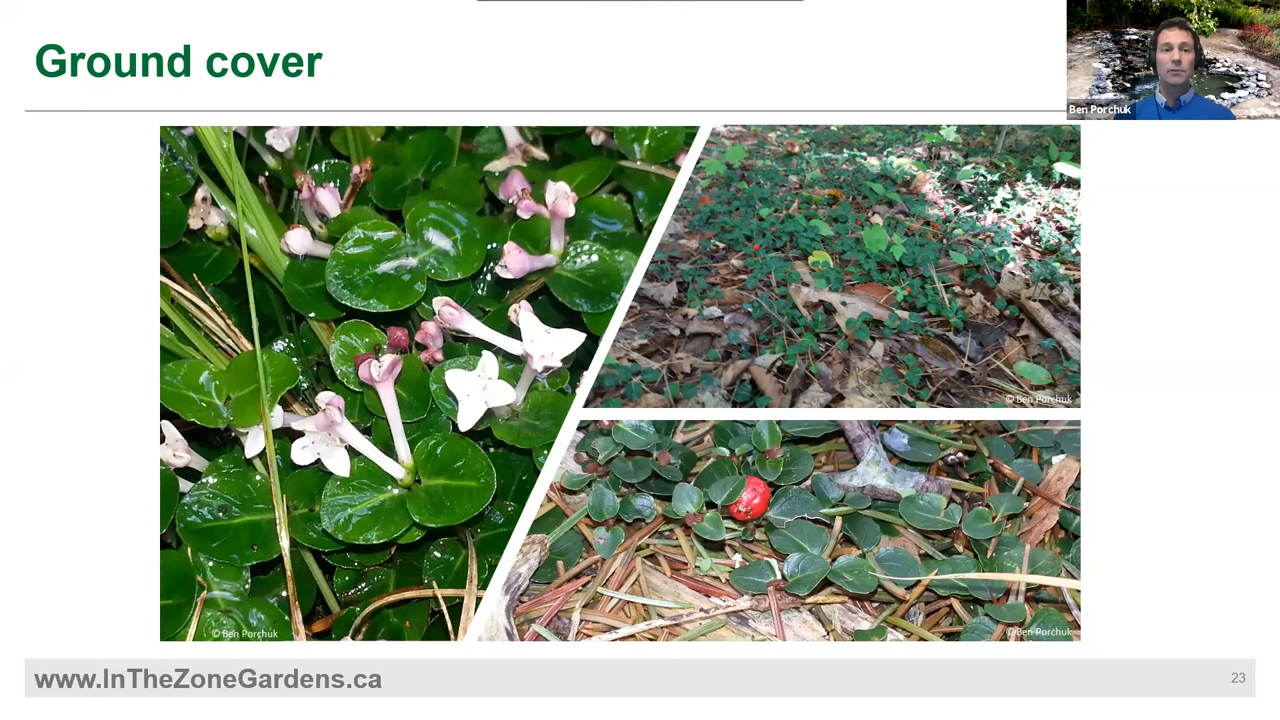 Ground cover
Ben Porchuk
© Ben Porchuk
© Ben Porchuk
© Ben Porchuk
www.InTheZoneGardens.ca
23